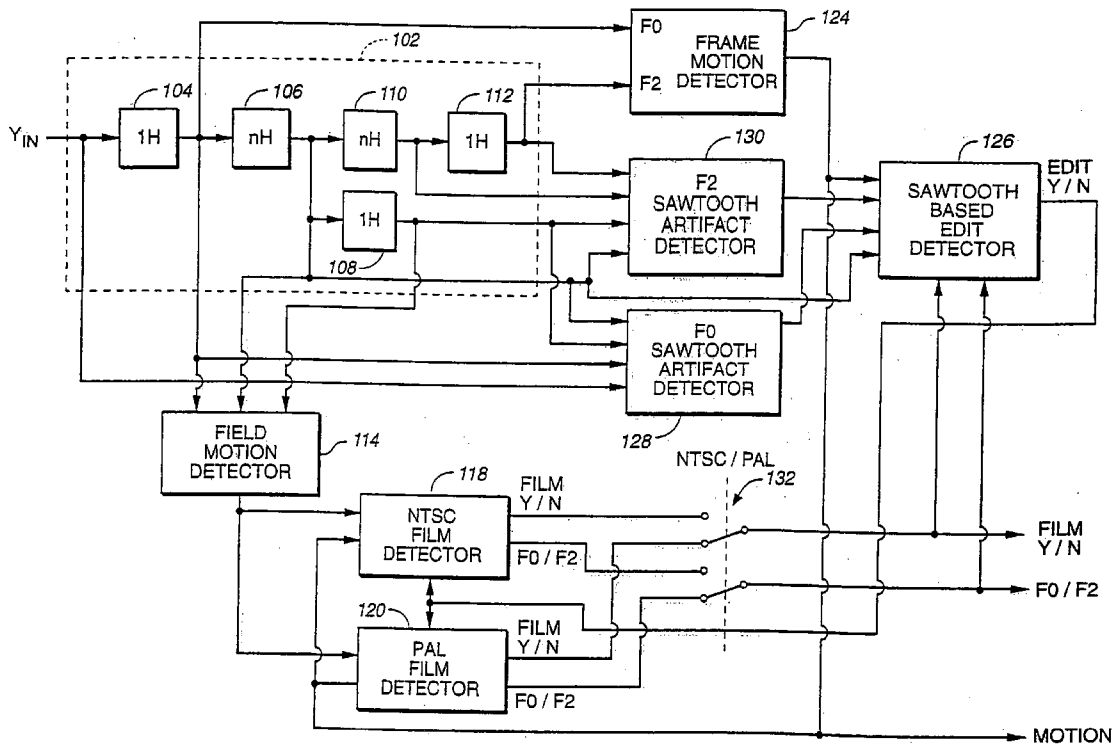 124
F0
FRAME
MOTION
DETECTOR
F2
102
104
106
110
112
YIN
1H
nH
nH
1H
130
126
EDIT
Y / N
F2
SAWTOOTH
ARTIFACT
DETECTOR
SAWTOOTH
BASED
EDIT
DETECTOR
1H
108
F0
SAWTOOTH
ARTIFACT
DETECTOR
128
FIELD
MOTION
DETECTOR
114
NTSC / PAL
132
118
FILM
Y / N
NTSC
FILM
DETECTOR
F0 / F2
FILM
Y / N
F0 / F2
120
FILM
Y / N
PAL
FILM
DETECTOR
F0 / F2
MOTION